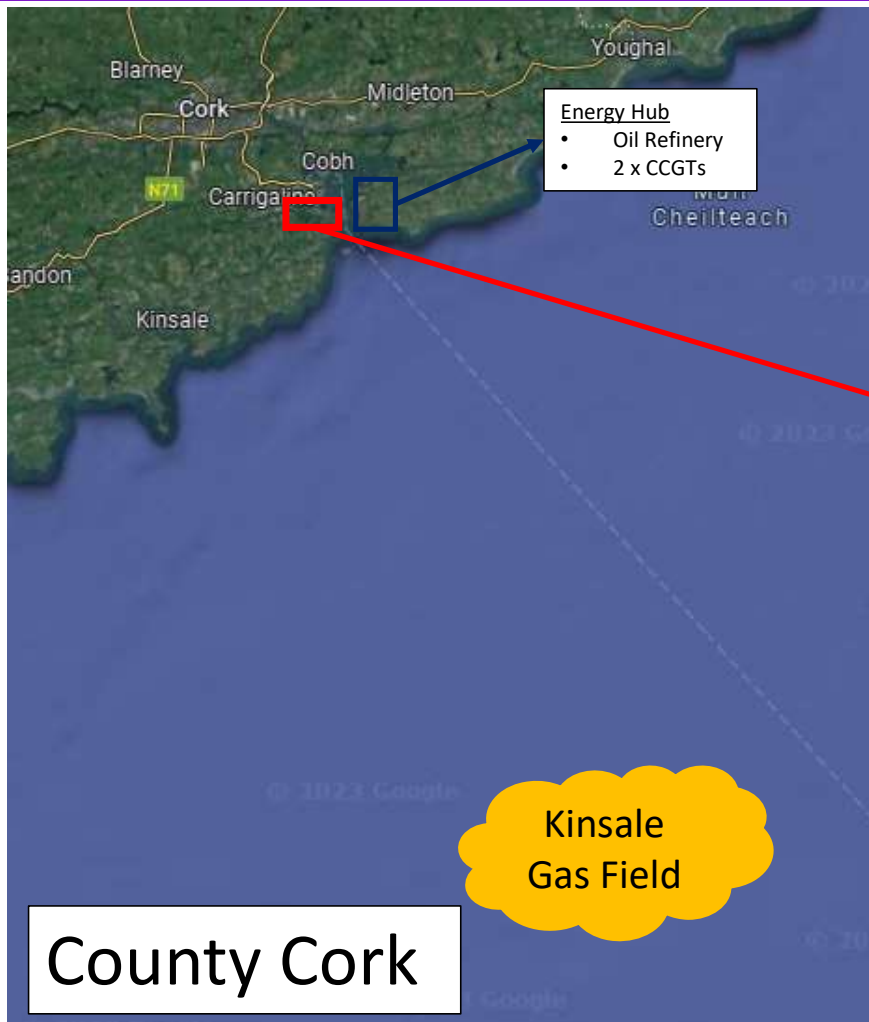 Youghal
Blarney
Midleton
Cork
Energy Hub
• Oil Refinery
• 2 x CCGTs
Cobh
N71
Carrigaline
Cheilteach
andon
Kinsale
© 2023 Google
Kinsale
Gas Field
County Cork
Google